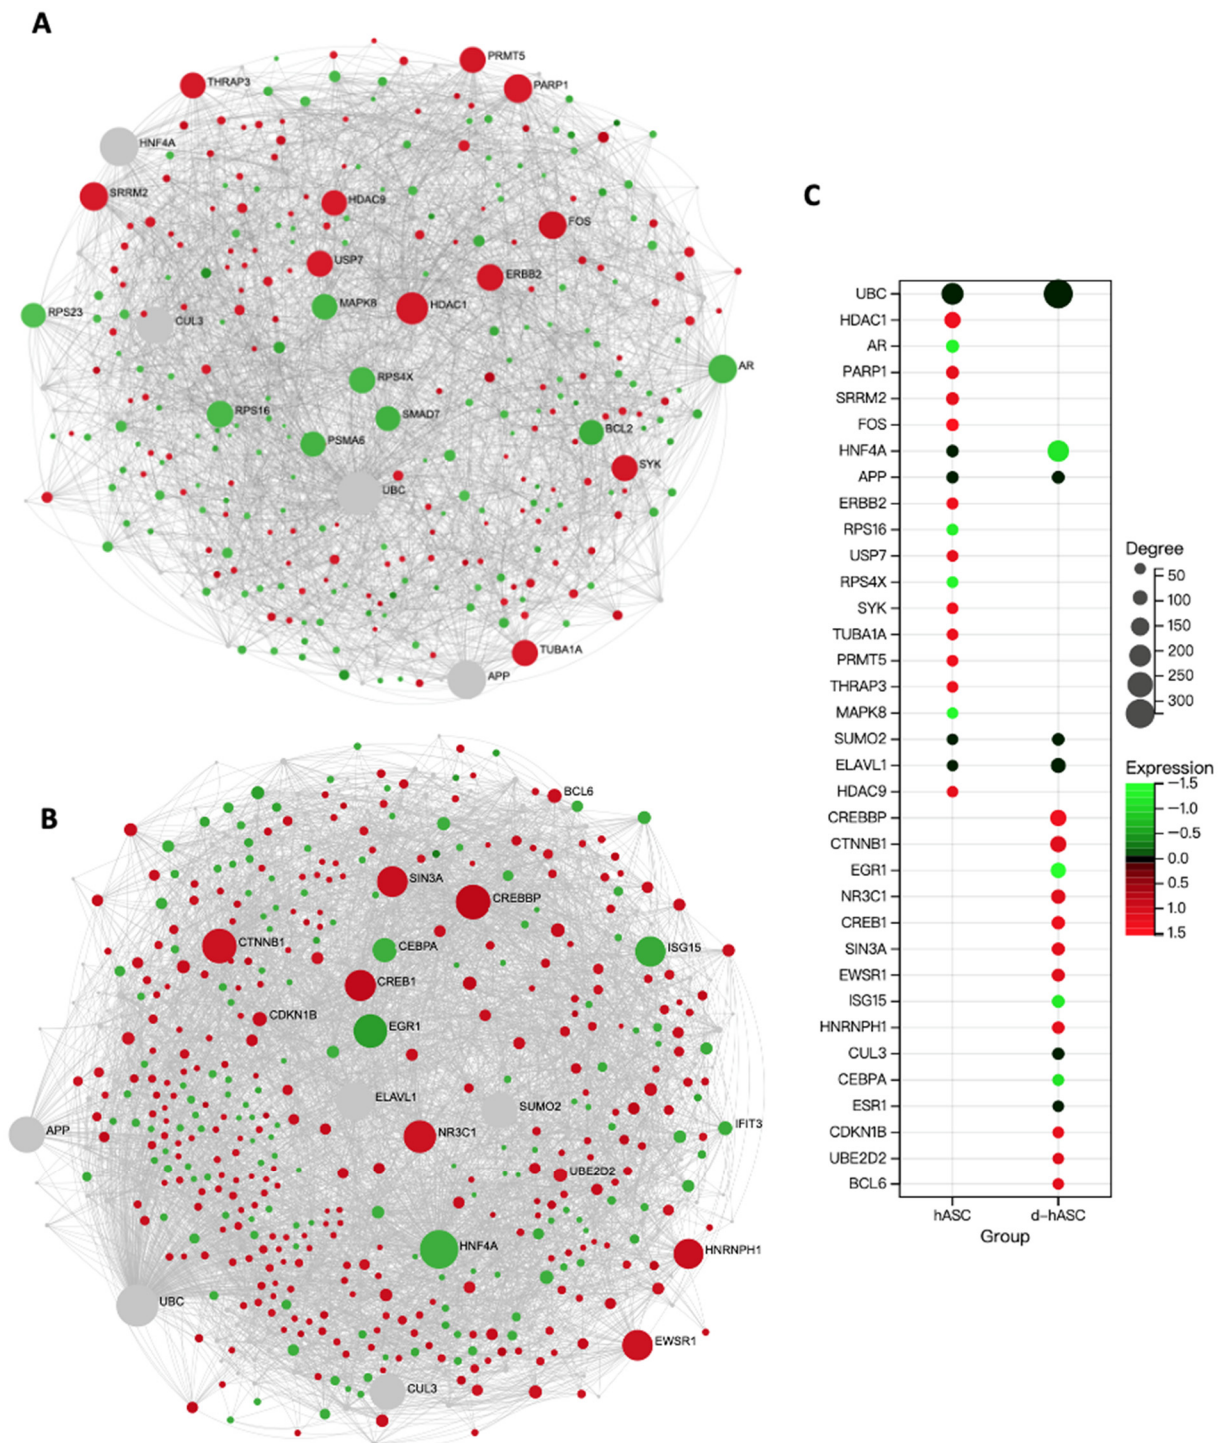 A
PRMT5
THRAP3
PARP1
HNF4A
SRRM2
HDAC9
FOS
USP7
ERBB2
MAPK8
HDAC1
RPS23
CUL3
AR
RPS4X
RPS16
SMAD7
BCL2
PSMA6
SYK
UBC
TUBA1A
APP
B
BCL6
SIN3A
CREBBP
CTNNB1
CEBPA
ISG15
CREB1
CDKN1B
EGR1
ELAVL1
SUMO2
APP
IFIT3
NR3C1
UBE2D2
HNF4A
HNRNPH1
UBC
EWSR1
CUL3
C
UBC
HDAC1
AR
PARP1
SRRM2
FOS
HNF4A
APP
ERBB2
RPS16
USP7
RPS4X
SYK
TUBA1A
PRMT5
THRAP3
MAPK8
SUMO2
ELAVL1
HDAC9
CREBBP
CTNNB1
EGR1
NR3C1
CREB1
SIN3A
EWSR1
ISG15
HNRNPH1
CUL3
CEBPA
ESR1
CDKN1B
UBE2D2
BCL6
hASC d-hASC
Group
Degree
50
100
150
200
250
300
Expression
−1.5
−1.0
−0.5
0.0
0.5
1.0
1.5